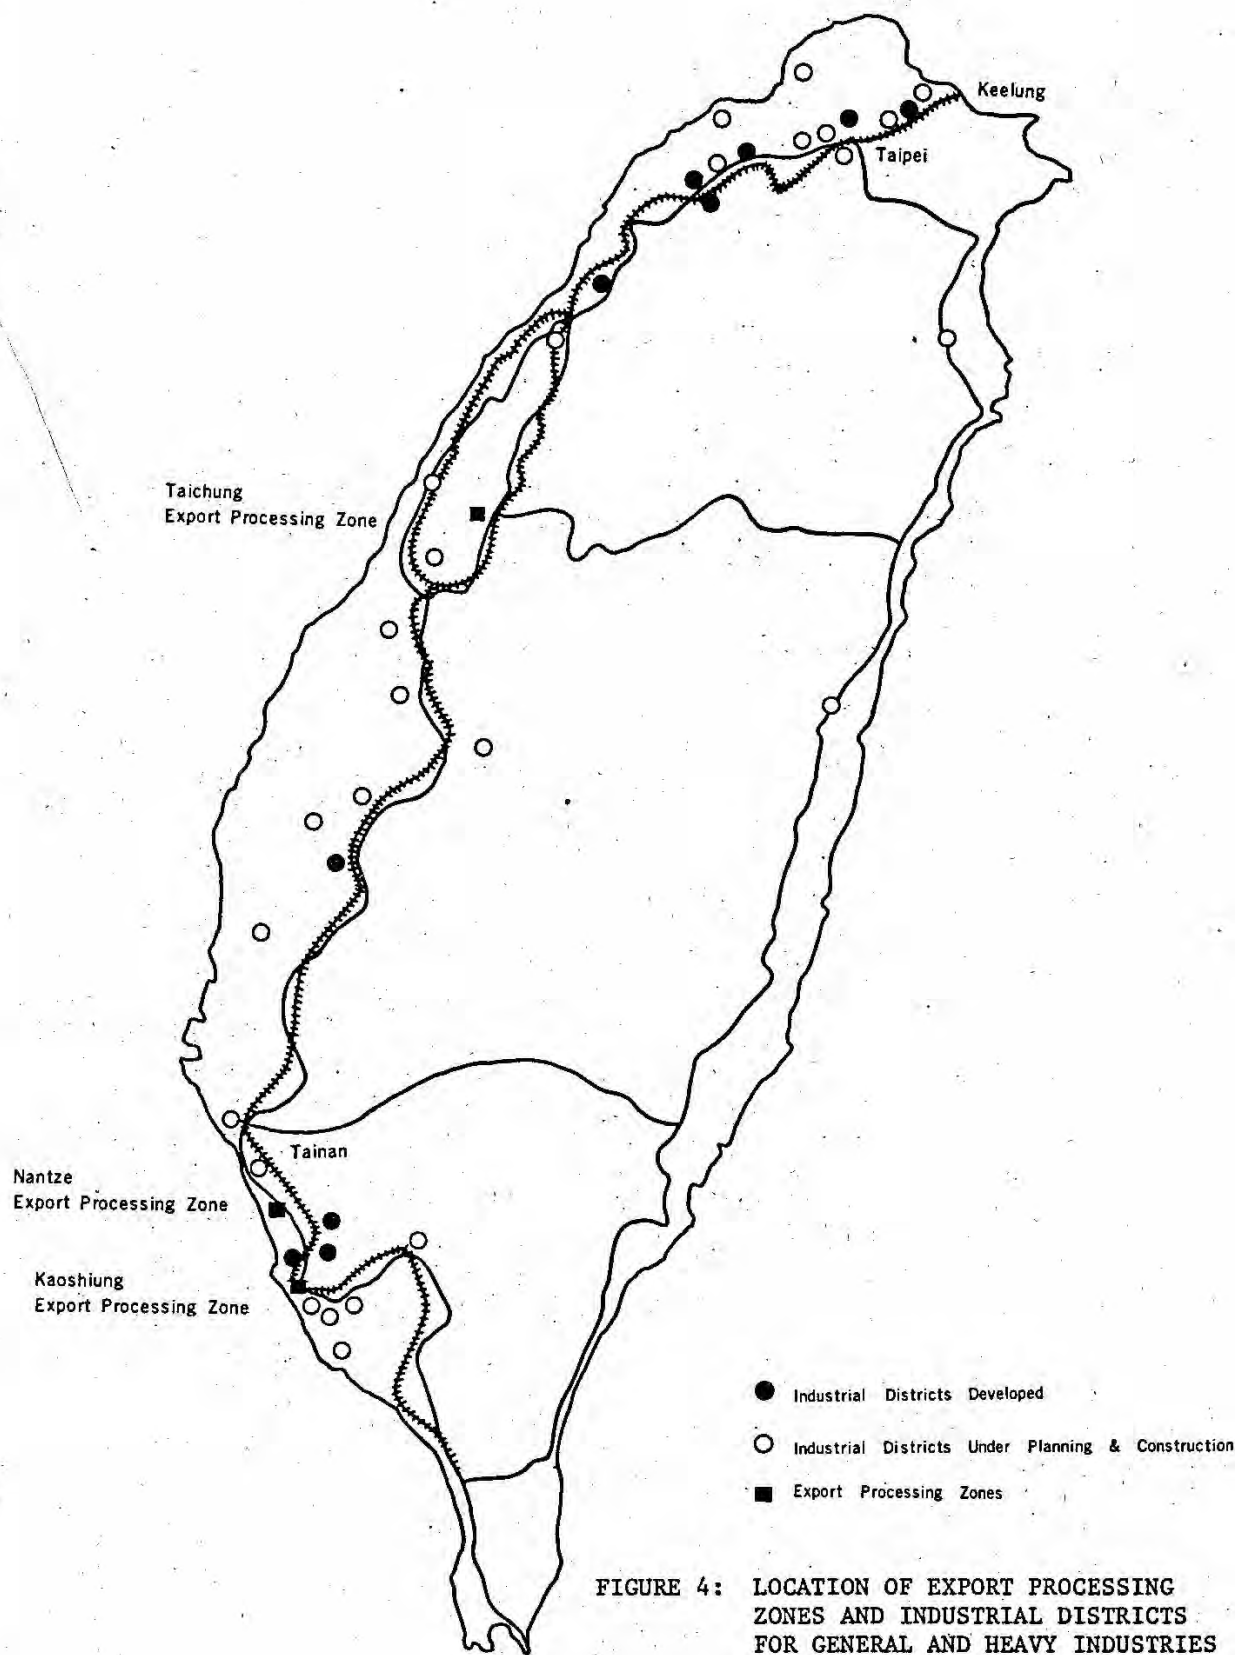 Keelung
Taipei
Taichung
Export Processing Zone
Tainan
Nantze
Export Processing Zone
Kaoshiung
Export Processing Zone
Industrial Districts Developed
Industrial Districts Under Planning & Construction
Export Processing Zones
FIGURE 4: LOCATION OF EXPORT PROCESSING
ZONES AND INDUSTRIAL DISTRICTS
FOR GENERAL AND HEAVY INDUSTRIES